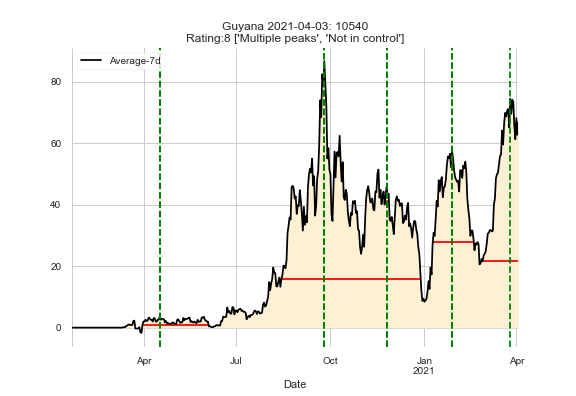 Guyana 2021-04-03: 10540
Rating:8 ['Multiple peaks', 'Not in control']
Average-7d
80
60
40
20
0
Apr
Jul
Oct
Jan
2021
Apr
Date